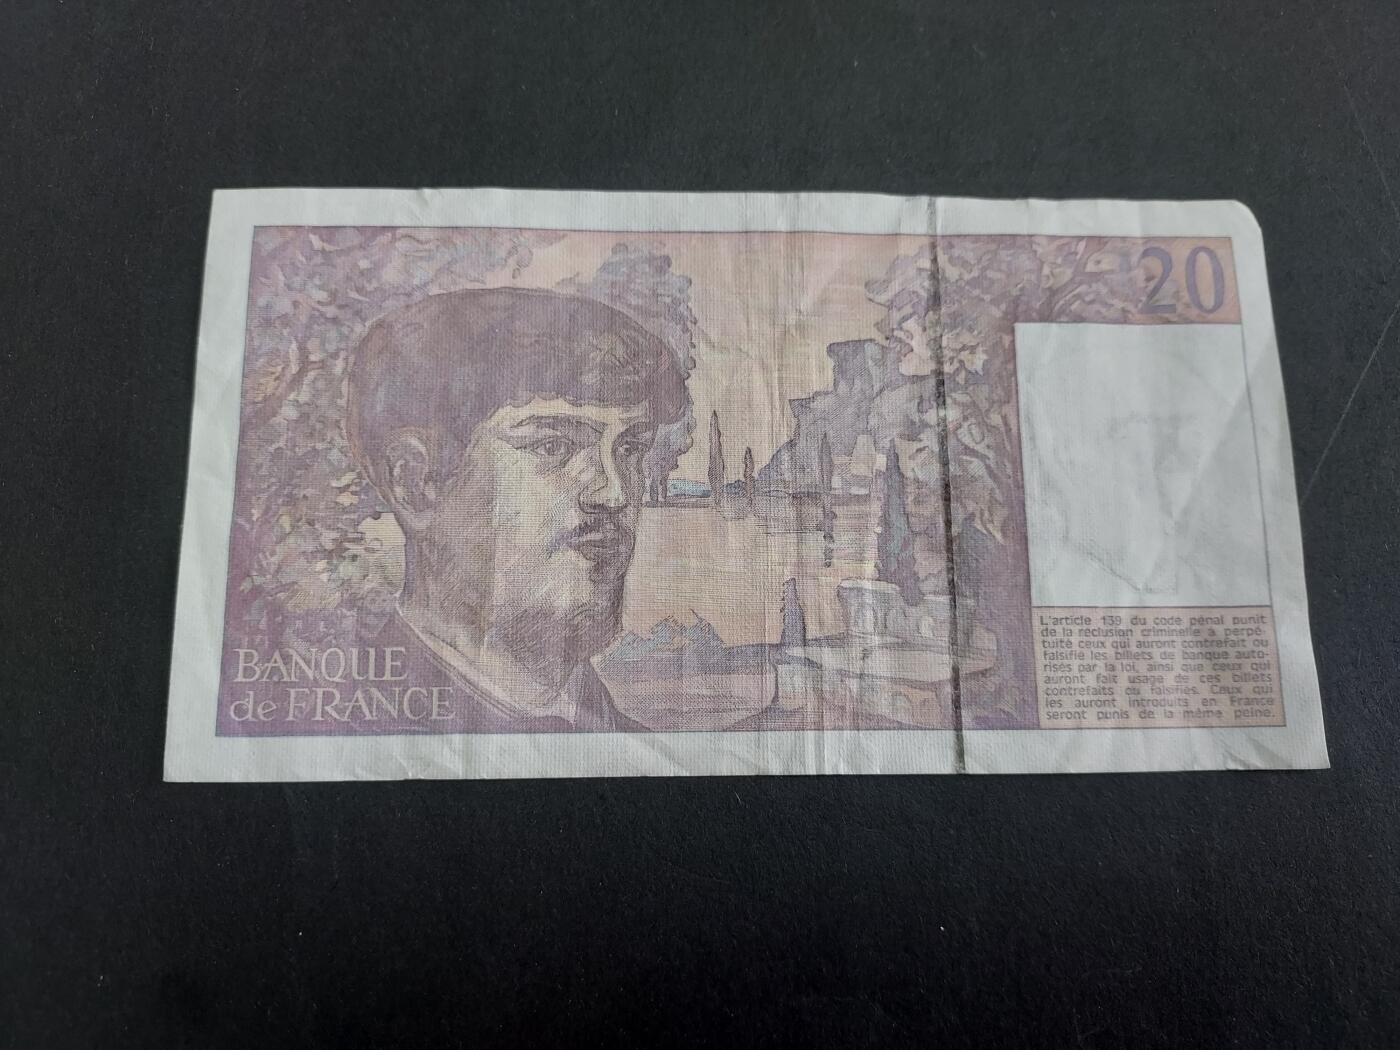 20
BANQUE
de FRANCE
L'article 139 du code pénal punit
de la réclusion criminelle à perpé-
tuité ceux qui auront contrefait ou
falsifié les billets de banque auto-
risés par la loi, ainsi que ceux qui
auront fait usage de ces billets
contrefaits ou falsifiés. Ceux qui
les auront introduits en France
seront punis de la même peine.